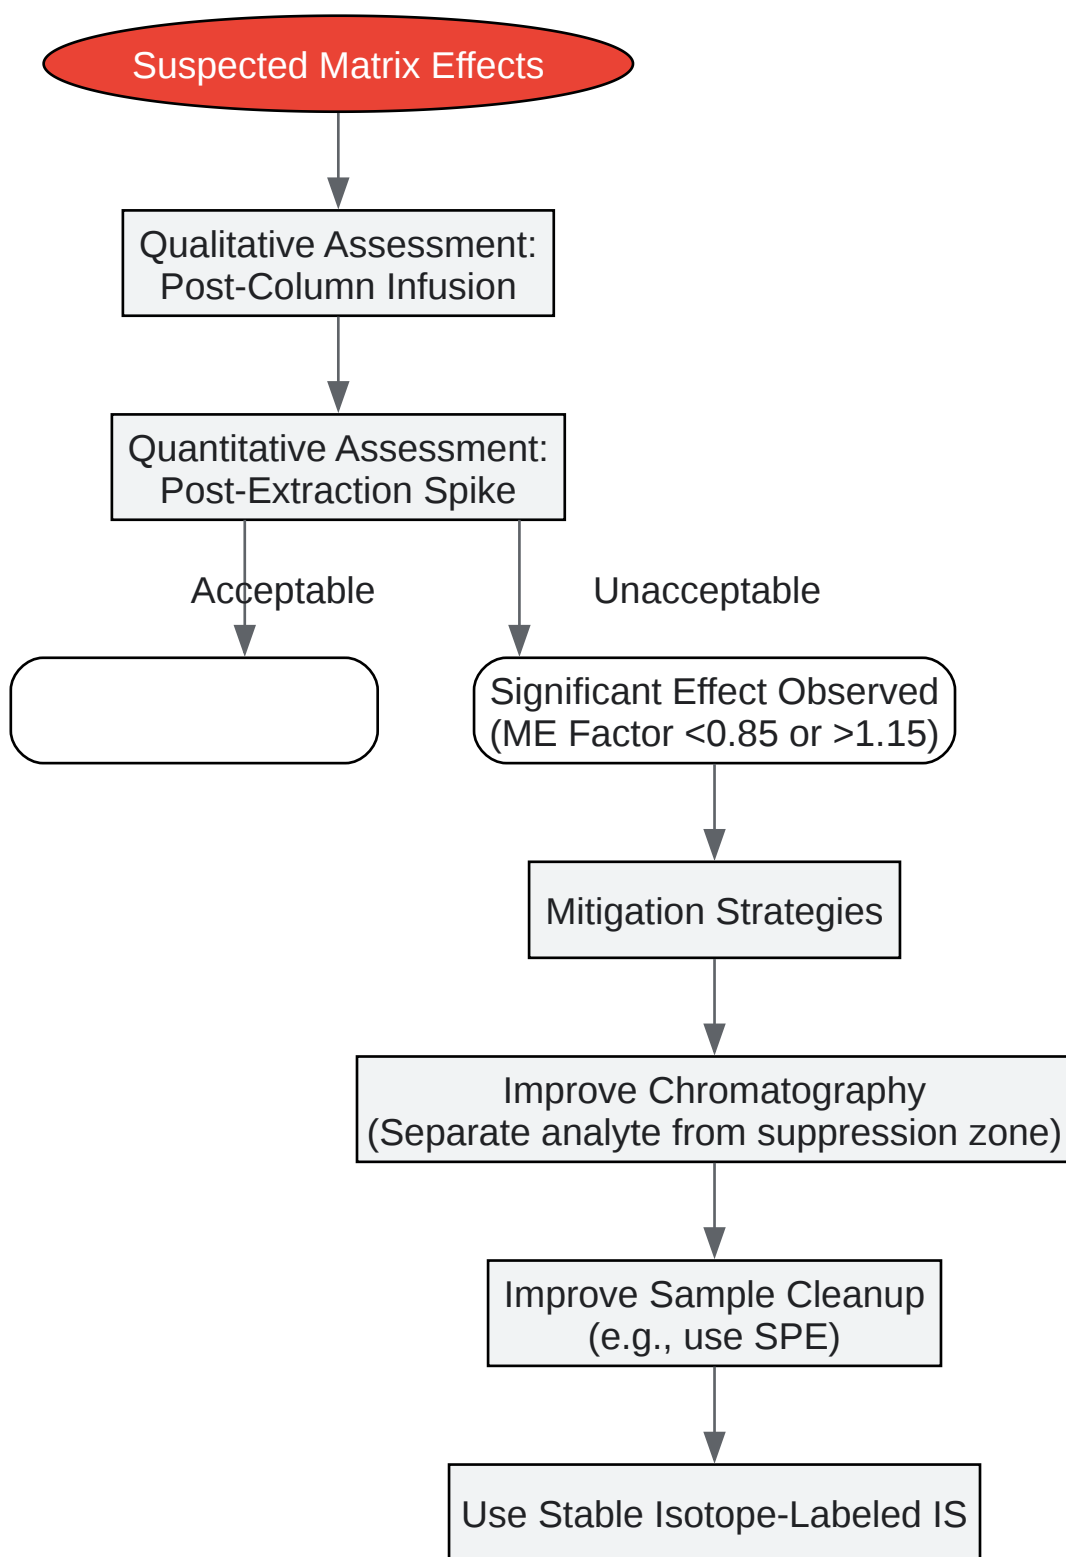 Suspected Matrix Effects
Qualitative Assessment:
Post-Column Infusion
Quantitative Assessment:
Post-Extraction Spike
Acceptable
Unacceptable
Significant Effect Observed
(ME Factor <0.85 or >1.15)
Mitigation Strategies
Improve Chromatography
(Separate analyte from suppression zone)
Improve Sample Cleanup
(e.g., use SPE)
Use Stable Isotope-Labeled IS